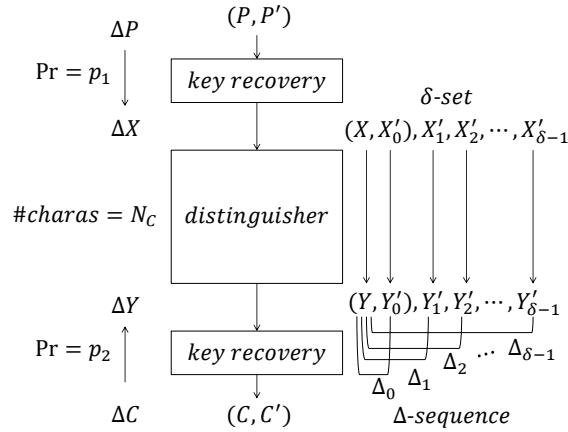 ΔP
(P, P′)
Pr = p₁
key recovery
δ-set
ΔX
(X, X′₀), X′₁, X′₂, ⋯, X′_{δ−1}
#charas = N_C
distinguisher
ΔY
(Y, Y′₀), Y′₁, Y′₂, ⋯, Y′_{δ−1}
Pr = p₂
key recovery
Δ₀ Δ₁ Δ₂ ⋯ Δ_{δ−1}
ΔC
(C, C′)
Δ-sequence